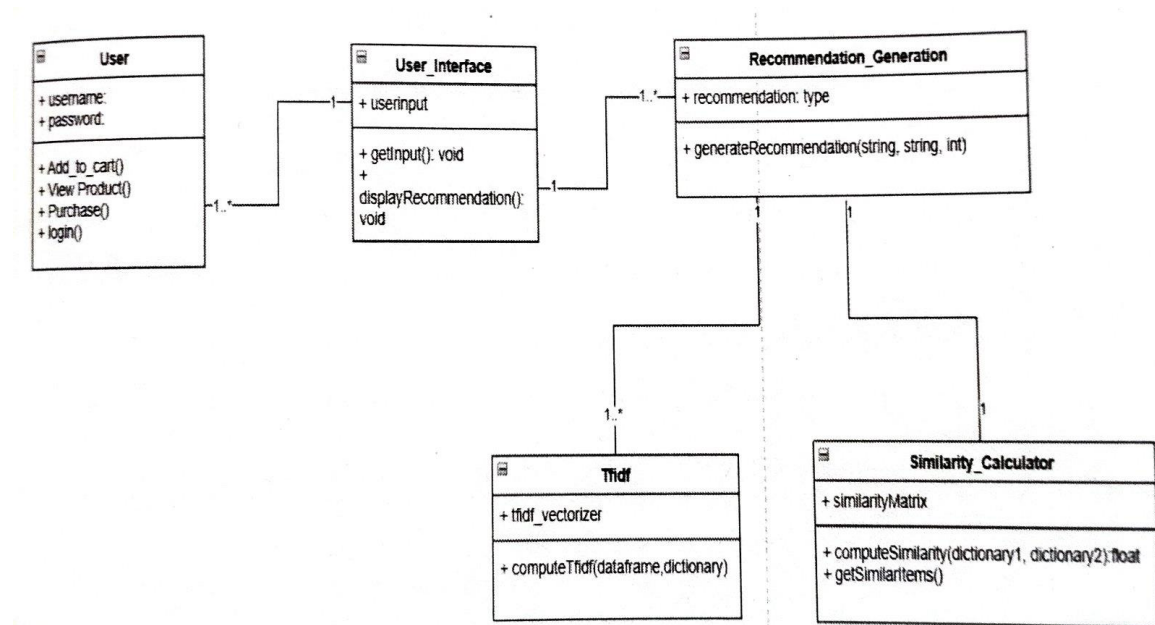 User
+ username:
+ password:
+ Add_to_cart()
+ View Product()
+ Purchase()
+ login()
1..*
1
User_Interface
+ userinput
+ getInput(): void
+
displayRecommendation():
void
1
1..*
Recommendation_Generation
+ recommendation: type
+ generateRecommendation(string, string, int)
1
1
1..*
1
Tfidf
+ tfidf_vectorizer
+ computeTfidf(dataframe,dictionary)
Similarity_Calculator
+ similarityMatrix
+ computeSimilarity(dictionary1, dictionary2):float
+ getSimilarItems()